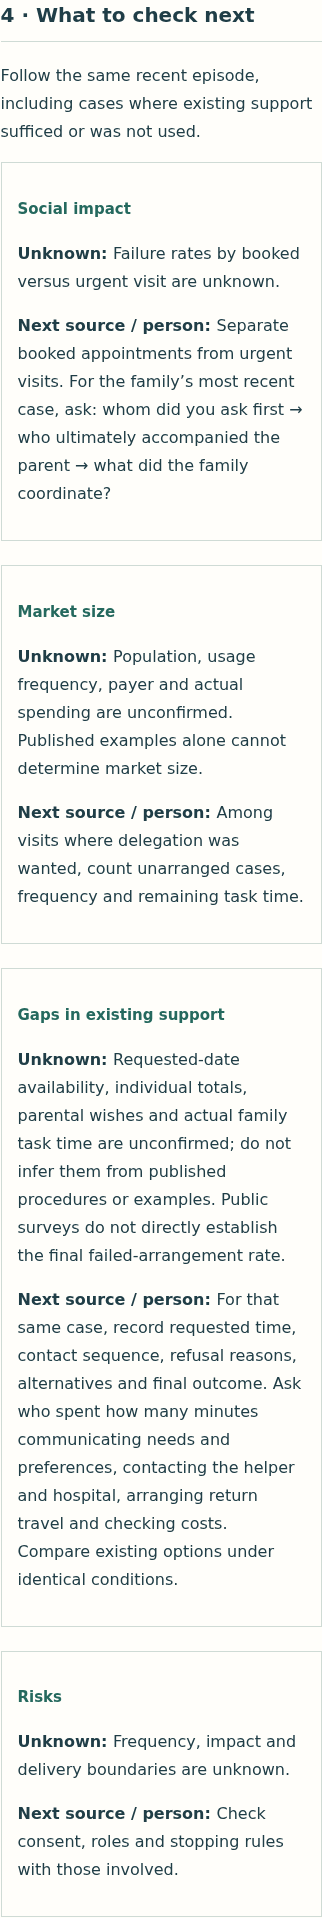 4 · What to check next
Follow the same recent episode,
including cases where existing support
sufficed or was not used.
Social impact
Unknown: Failure rates by booked
versus urgent visit are unknown.
Next source / person: Separate
booked appointments from urgent
visits. For the family’s most recent
case, ask: whom did you ask first →
who ultimately accompanied the
parent → what did the family
coordinate?
Market size
Unknown: Population, usage
frequency, payer and actual
spending are unconfirmed.
Published examples alone cannot
determine market size.
Next source / person: Among
visits where delegation was
wanted, count unarranged cases,
frequency and remaining task time.
Gaps in existing support
Unknown: Requested-date
availability, individual totals,
parental wishes and actual family
task time are unconfirmed; do not
infer them from published
procedures or examples. Public
surveys do not directly establish
the final failed-arrangement rate.
Next source / person: For that
same case, record requested time,
contact sequence, refusal reasons,
alternatives and final outcome. Ask
who spent how many minutes
communicating needs and
preferences, contacting the helper
and hospital, arranging return
travel and checking costs.
Compare existing options under
identical conditions.
Risks
Unknown: Frequency, impact and
delivery boundaries are unknown.
Next source / person: Check
consent, roles and stopping rules
with those involved.